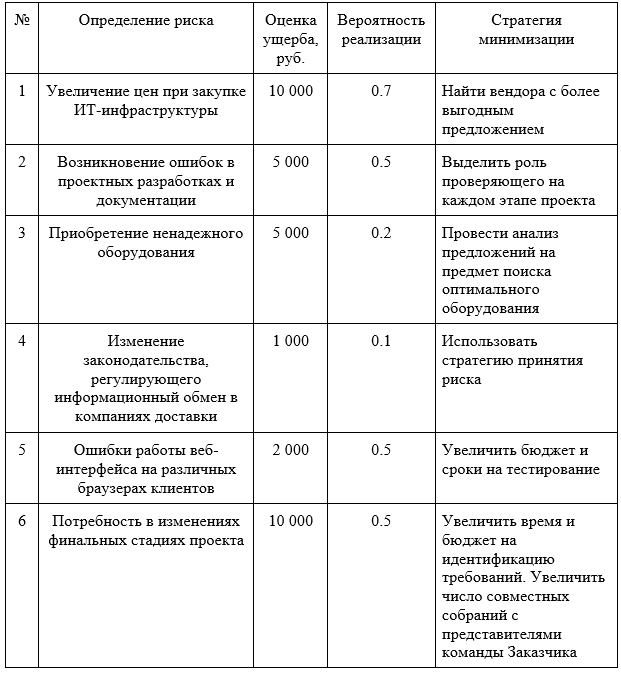 №
Определение риска
Оценка
ущерба,
руб.
Вероятность
реализации
Стратегия
минимизации
1
Увеличение цен при закупке
ИТ-инфраструктуры
10 000
0.7
Найти вендора с более
выгодным
предложением
2
Возникновение ошибок в
проектных разработках и
документации
5 000
0.5
Выделить роль
проверяющего на
каждом этапе проекта
3
Приобретение ненадежного
оборудования
5 000
0.2
Провести анализ
предложений на
предмет поиска
оптимального
оборудования
4
Изменение
законодательства,
регулирующего
информационный обмен в
компаниях доставки
1 000
0.1
Использовать
стратегию принятия
риска
5
Ошибки работы веб-
интерфейса на различных
браузерах клиентов
2 000
0.5
Увеличить бюджет и
сроки на тестирование
6
Потребность в изменениях
финальных стадиях проекта
10 000
0.5
Увеличить время и
бюджет на
идентификацию
требований. Увеличить
число совместных
собраний с
представителями
команды Заказчика